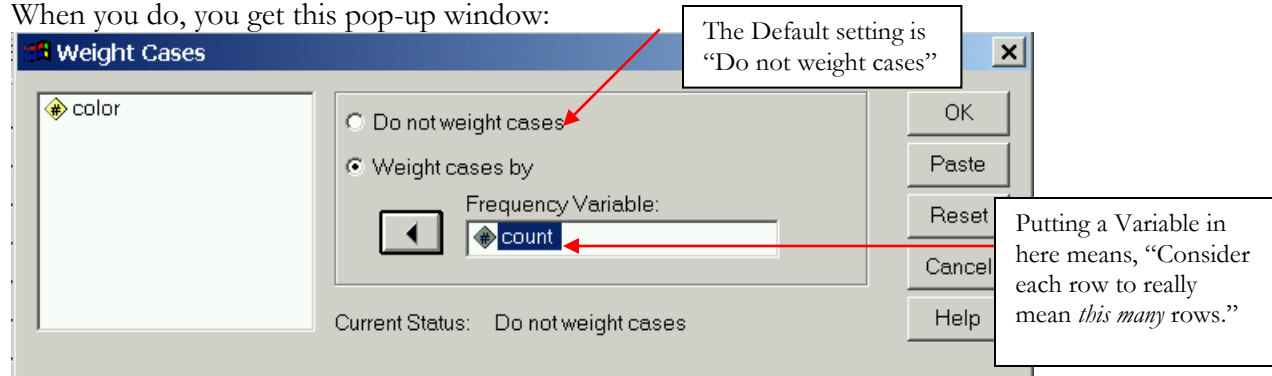 When you do, you get this pop-up window:
The Default setting is
“Do not weight cases”
Weight Cases
color
Do not weight cases
Weight cases by
Frequency Variable:
count
Current Status: Do not weight cases
OK
Paste
Reset
Cancel
Help
Putting a Variable in
here means, “Consider
each row to really
mean this many rows.”